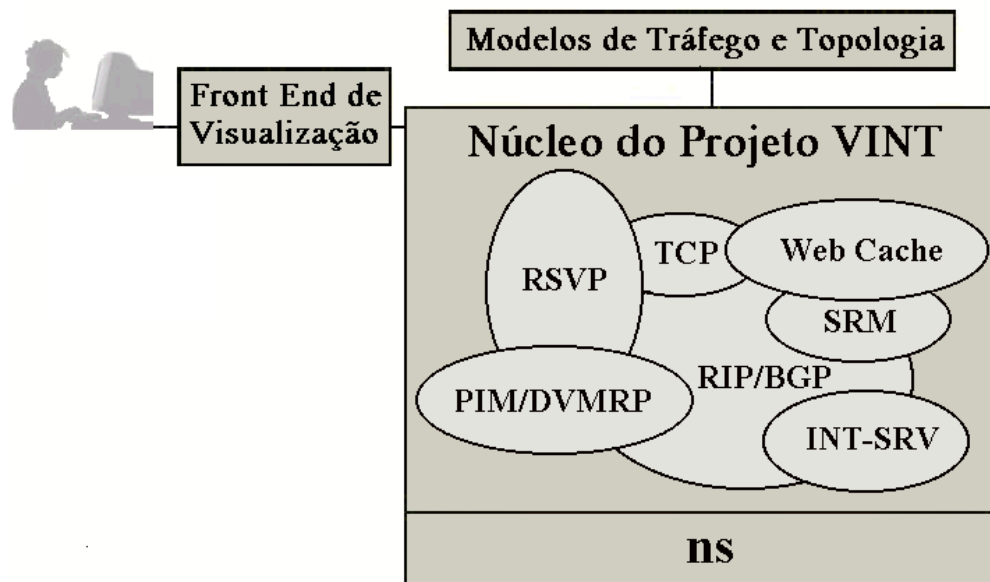 Modelos de Tráfego e Topologia
Front End de
Visualização
Núcleo do Projeto VINT
TCP
Web Cache
RSVP
SRM
RIP/BGP
PIM/DVMRP
INT-SRV
ns